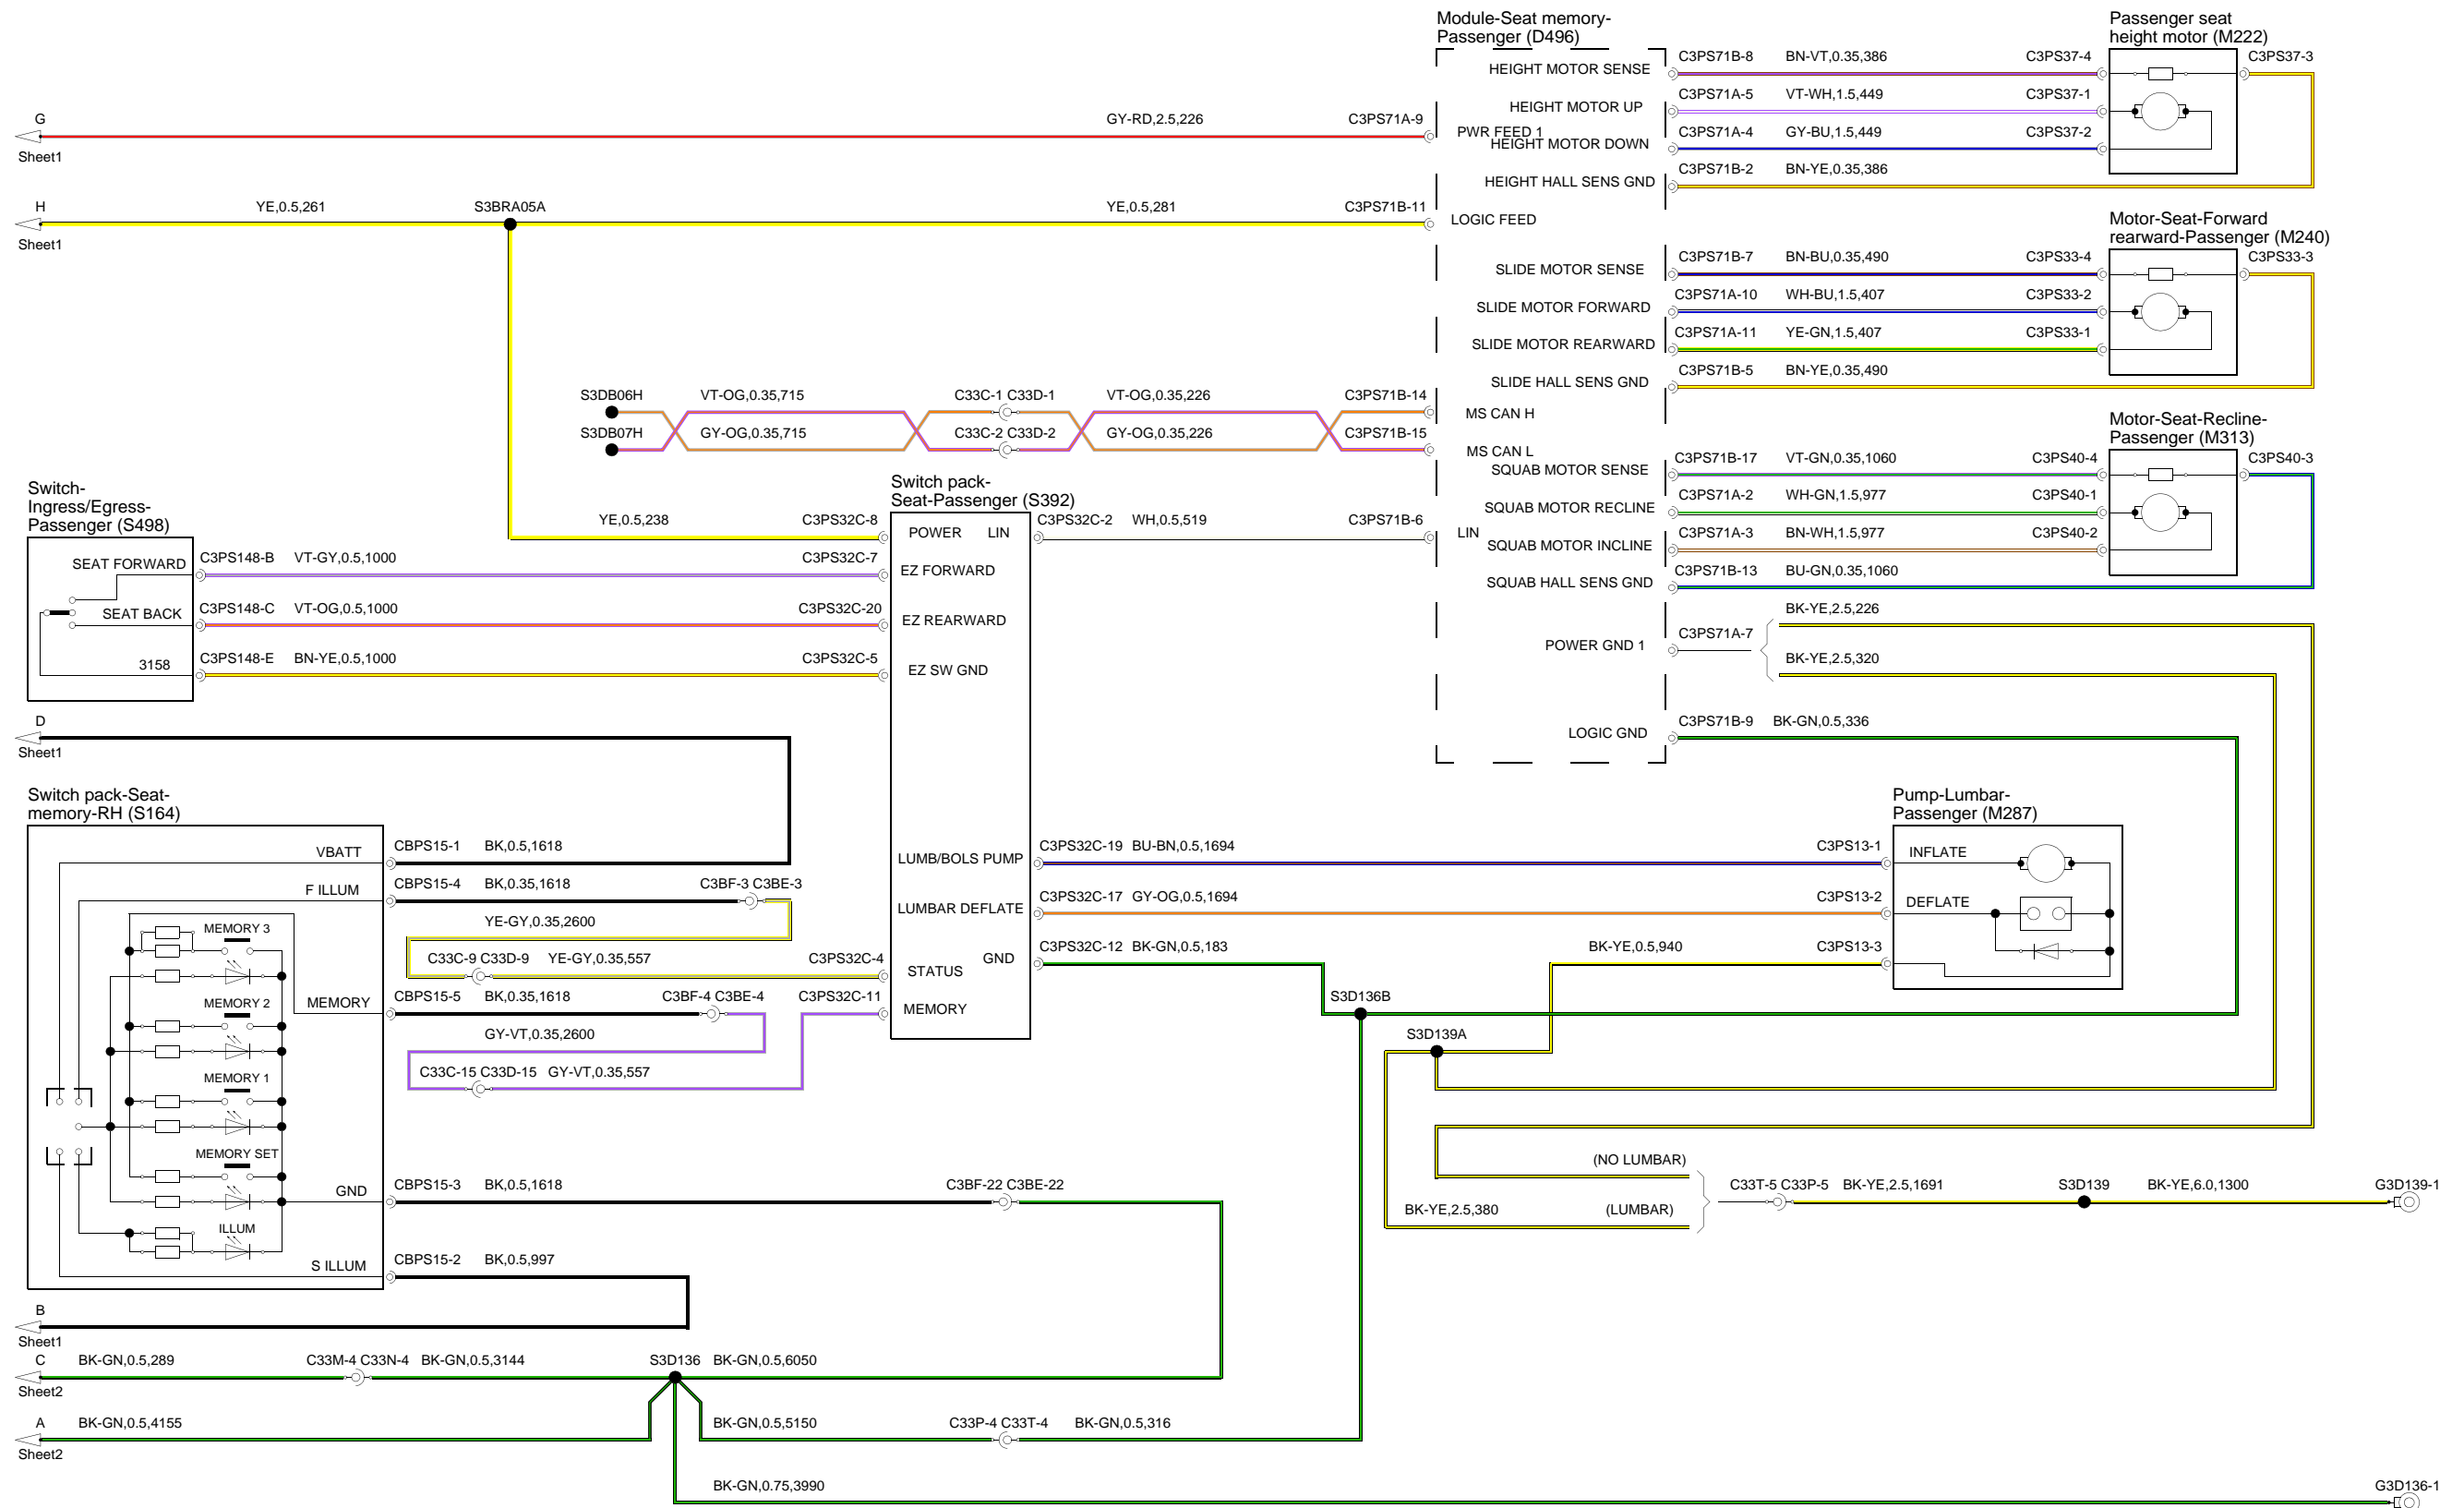 Module-Seat memory-
Passenger (D496)
Passenger seat
height motor (M222)
HEIGHT MOTOR SENSE
C3PS71B-8
BN-VT,0.35,386
C3PS37-4
C3PS37-3
HEIGHT MOTOR UP
C3PS71A-5
VT-WH,1.5,449
C3PS37-1
G
Sheet1
GY-RD,2.5,226
C3PS71A-9
PWR FEED 1
HEIGHT MOTOR DOWN
C3PS71A-4
GY-BU,1.5,449
C3PS37-2
HEIGHT HALL SENS GND
C3PS71B-2
BN-YE,0.35,386
H
Sheet1
YE,0.5,261
S3BRA05A
YE,0.5,281
C3PS71B-11
LOGIC FEED
Motor-Seat-Forward
rearward-Passenger (M240)
SLIDE MOTOR SENSE
C3PS71B-7
BN-BU,0.35,490
C3PS33-4
C3PS33-3
SLIDE MOTOR FORWARD
C3PS71A-10
WH-BU,1.5,407
C3PS33-2
SLIDE MOTOR REARWARD
C3PS71A-11
YE-GN,1.5,407
C3PS33-1
SLIDE HALL SENS GND
C3PS71B-5
BN-YE,0.35,490
S3DB06H
VT-OG,0.35,715
C33C-1 C33D-1
VT-OG,0.35,226
C3PS71B-14
MS CAN H
S3DB07H
GY-OG,0.35,715
C33C-2 C33D-2
GY-OG,0.35,226
C3PS71B-15
MS CAN L
Motor-Seat-Recline-
Passenger (M313)
SQUAB MOTOR SENSE
C3PS71B-17
VT-GN,0.35,1060
C3PS40-4
C3PS40-3
SQUAB MOTOR RECLINE
C3PS71A-2
WH-GN,1.5,977
C3PS40-1
SQUAB MOTOR INCLINE
C3PS71A-3
BN-WH,1.5,977
C3PS40-2
SQUAB HALL SENS GND
C3PS71B-13
BU-GN,0.35,1060
Switch-
Ingress/Egress-
Passenger (S498)
Switch pack-
Seat-Passenger (S392)
YE,0.5,238
C3PS32C-8
POWER
LIN
C3PS32C-2
WH,0.5,519
C3PS71B-6
LIN
SEAT FORWARD
C3PS148-B
VT-GY,0.5,1000
C3PS32C-7
EZ FORWARD
SEAT BACK
C3PS148-C
VT-OG,0.5,1000
C3PS32C-20
EZ REARWARD
3158
C3PS148-E
BN-YE,0.5,1000
C3PS32C-5
EZ SW GND
BK-YE,2.5,226
POWER GND 1
C3PS71A-7
BK-YE,2.5,320
LOGIC GND
C3PS71B-9
BK-GN,0.5,336
D
Sheet1
Switch pack-Seat-
memory-RH (S164)
Pump-Lumbar-
Passenger (M287)
VBATT
CBPS15-1
BK,0.5,1618
LUMB/BOLS PUMP
C3PS32C-19
BU-BN,0.5,1694
C3PS13-1
INFLATE
F ILLUM
CBPS15-4
BK,0.35,1618
C3BF-3 C3BE-3
LUMBAR DEFLATE
C3PS32C-17
GY-OG,0.5,1694
C3PS13-2
DEFLATE
YE-GY,0.35,2600
MEMORY 3
C33C-9 C33D-9
YE-GY,0.35,557
C3PS32C-4
STATUS
GND
C3PS32C-12
BK-GN,0.5,183
BK-YE,0.5,940
C3PS13-3
MEMORY 2
MEMORY
CBPS15-5
BK,0.35,1618
C3BF-4 C3BE-4
C3PS32C-11
MEMORY
S3D136B
GY-VT,0.35,2600
S3D139A
MEMORY 1
C33C-15 C33D-15
GY-VT,0.35,557
MEMORY SET
(NO LUMBAR)
GND
CBPS15-3
BK,0.5,1618
C3BF-22 C3BE-22
C33T-5 C33P-5
BK-YE,2.5,1691
S3D139
BK-YE,6.0,1300
G3D139-1
BK-YE,2.5,380
(LUMBAR)
ILLUM
S ILLUM
CBPS15-2
BK,0.5,997
B
Sheet1
C
Sheet2
BK-GN,0.5,289
C33M-4 C33N-4
BK-GN,0.5,3144
S3D136
BK-GN,0.5,6050
A
Sheet2
BK-GN,0.5,4155
BK-GN,0.5,5150
C33P-4 C33T-4
BK-GN,0.5,316
BK-GN,0.75,3990
G3D136-1